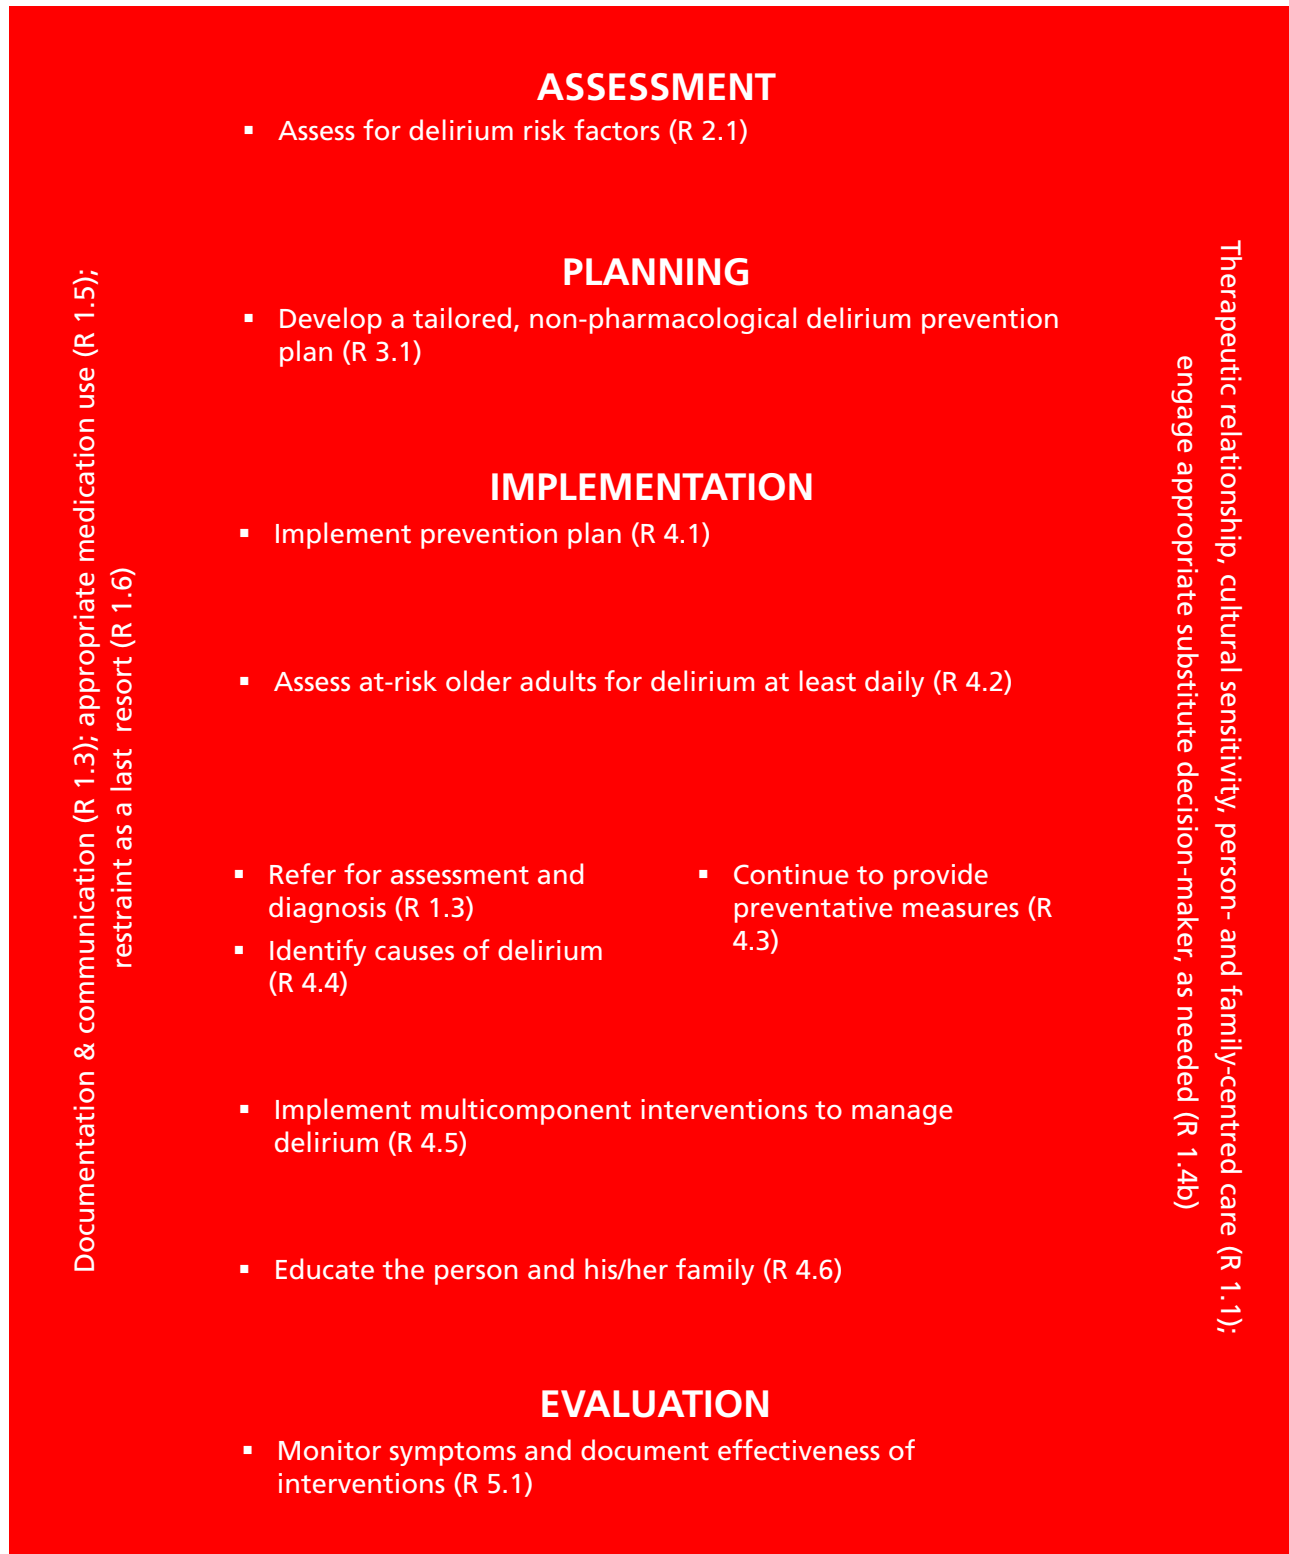 ASSESSMENT
▪ Assess for delirium risk factors (R 2.1)
PLANNING
▪ Develop a tailored, non-pharmacological delirium prevention
plan (R 3.1)
IMPLEMENTATION
▪ Implement prevention plan (R 4.1)
▪ Assess at-risk older adults for delirium at least daily (R 4.2)
▪ Refer for assessment and
diagnosis (R 1.3)
▪ Identify causes of delirium
(R 4.4)
▪ Continue to provide
preventative measures (R
4.3)
▪ Implement multicomponent interventions to manage
delirium (R 4.5)
▪ Educate the person and his/her family (R 4.6)
EVALUATION
▪ Monitor symptoms and document effectiveness of
interventions (R 5.1)
Documentation & communication (R 1.3); appropriate medication use (R 1.5);
restraint as a last resort (R 1.6)
Therapeutic relationship, cultural sensitivity, person- and family-centred care (R 1.1);
engage appropriate substitute decision-maker, as needed (R 1.4b)